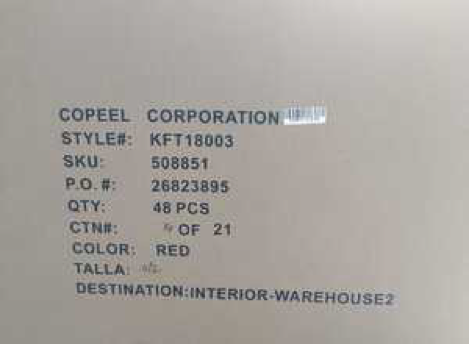 COPEEL CORPORATION
STYLE#: KFT18003
SKU: 508851
P.O.#: 26823895
QTY: 48 PCS
CTN#: OF 21
COLOR: RED
TALLA:
DESTINATION:INTERIOR-WAREHOUSE2